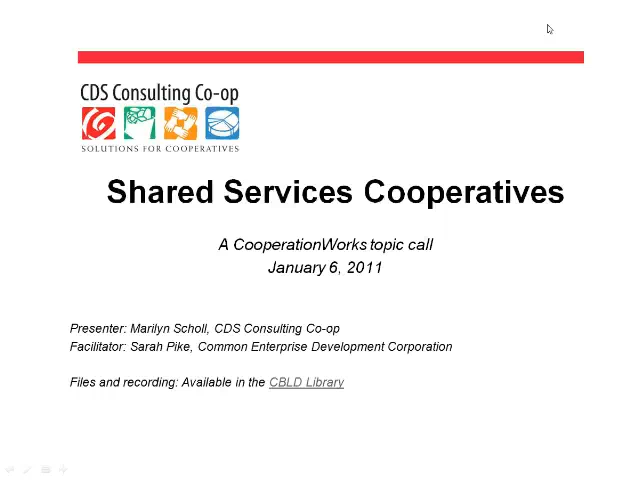 CDS Consulting Co-op
SOLUTIONS FOR COOPERATIVES
Shared Services Cooperatives
A CooperationWorks topic call
January 6, 2011
Presenter: Marilyn Scholl, CDS Consulting Co-op
Facilitator: Sarah Pike, Common Enterprise Development Corporation
Files and recording: Available in the CBLD Library